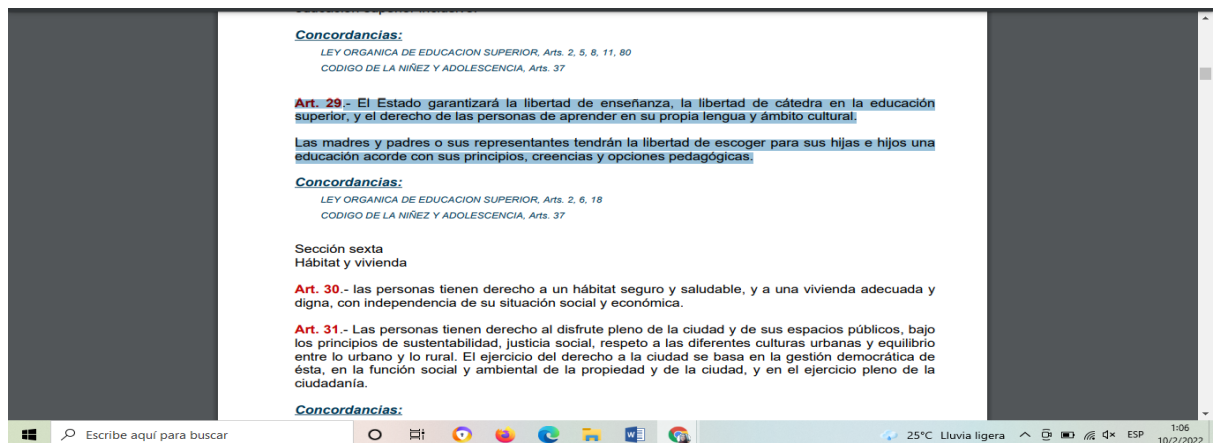 Concordancias:
LEY ORGANICA DE EDUCACION SUPERIOR, Arts. 2, 5, 8, 11, 80
CODIGO DE LA NIÑEZ Y ADOLESCENCIA, Arts. 37
Art. 29.- El Estado garantizará la libertad de enseñanza, la libertad de cátedra en la educación
superior, y el derecho de las personas de aprender en su propia lengua y ámbito cultural.
Las madres y padres o sus representantes tendrán la libertad de escoger para sus hijas e hijos una
educación acorde con sus principios, creencias y opciones pedagógicas.
Concordancias:
LEY ORGANICA DE EDUCACION SUPERIOR, Arts. 2, 6, 18
CODIGO DE LA NIÑEZ Y ADOLESCENCIA, Arts. 37
Sección sexta
Hábitat y vivienda
Art. 30.- las personas tienen derecho a un hábitat seguro y saludable, y a una vivienda adecuada y
digna, con independencia de su situación social y económica.
Art. 31.- Las personas tienen derecho al disfrute pleno de la ciudad y de sus espacios públicos, bajo
los principios de sustentabilidad, justicia social, respeto a las diferentes culturas urbanas y equilibrio
entre lo urbano y lo rural. El ejercicio del derecho a la ciudad se basa en la gestión democrática de
ésta, en la función social y ambiental de la propiedad y de la ciudad, y en el ejercicio pleno de la
ciudadanía.
Concordancias:
Escribe aquí para buscar
25°C Lluvia ligera
ESP
1:06
10/2/2022